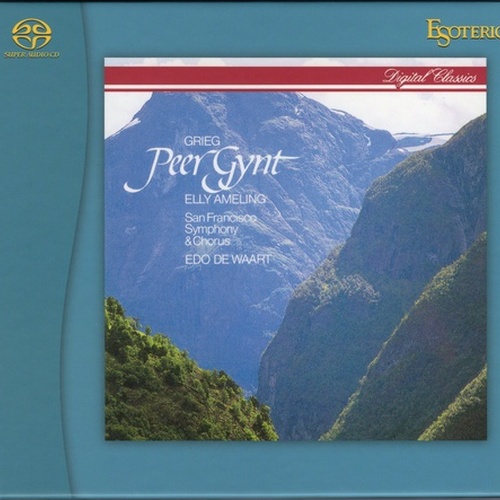 SUPER AUDIO CD
ESOTERIC
Digital Classics
GRIEG
Peer Gynt
ELLY AMELING
San Francisco
Symphony
& Chorus
EDO DE WAART